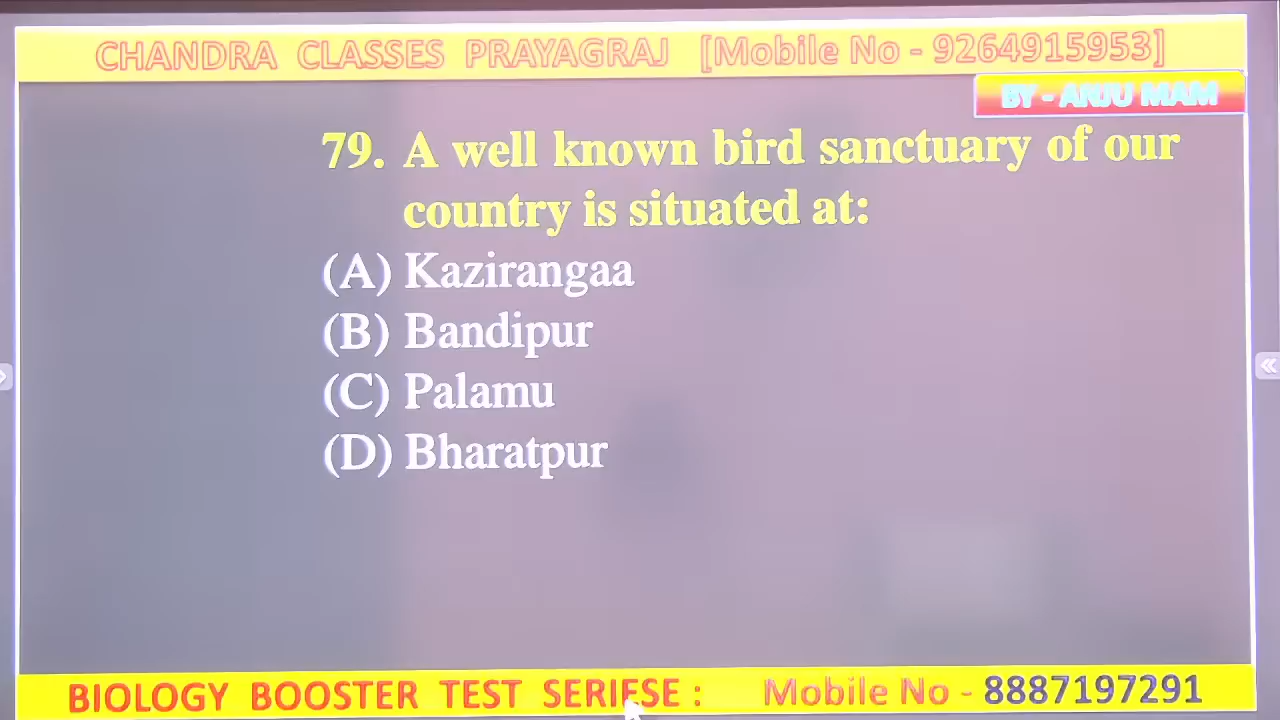 CHANDRA CLASSES PRAYAGRAJ [Mobile No - 9264915953]
BY - ANJU MAM
79. A well known bird sanctuary of our
country is situated at:
(A) Kazirangaa
(B) Bandipur
(C) Palamu
(D) Bharatpur
BIOLOGY BOOSTER TEST SERIESE : Mobile No - 8887197291